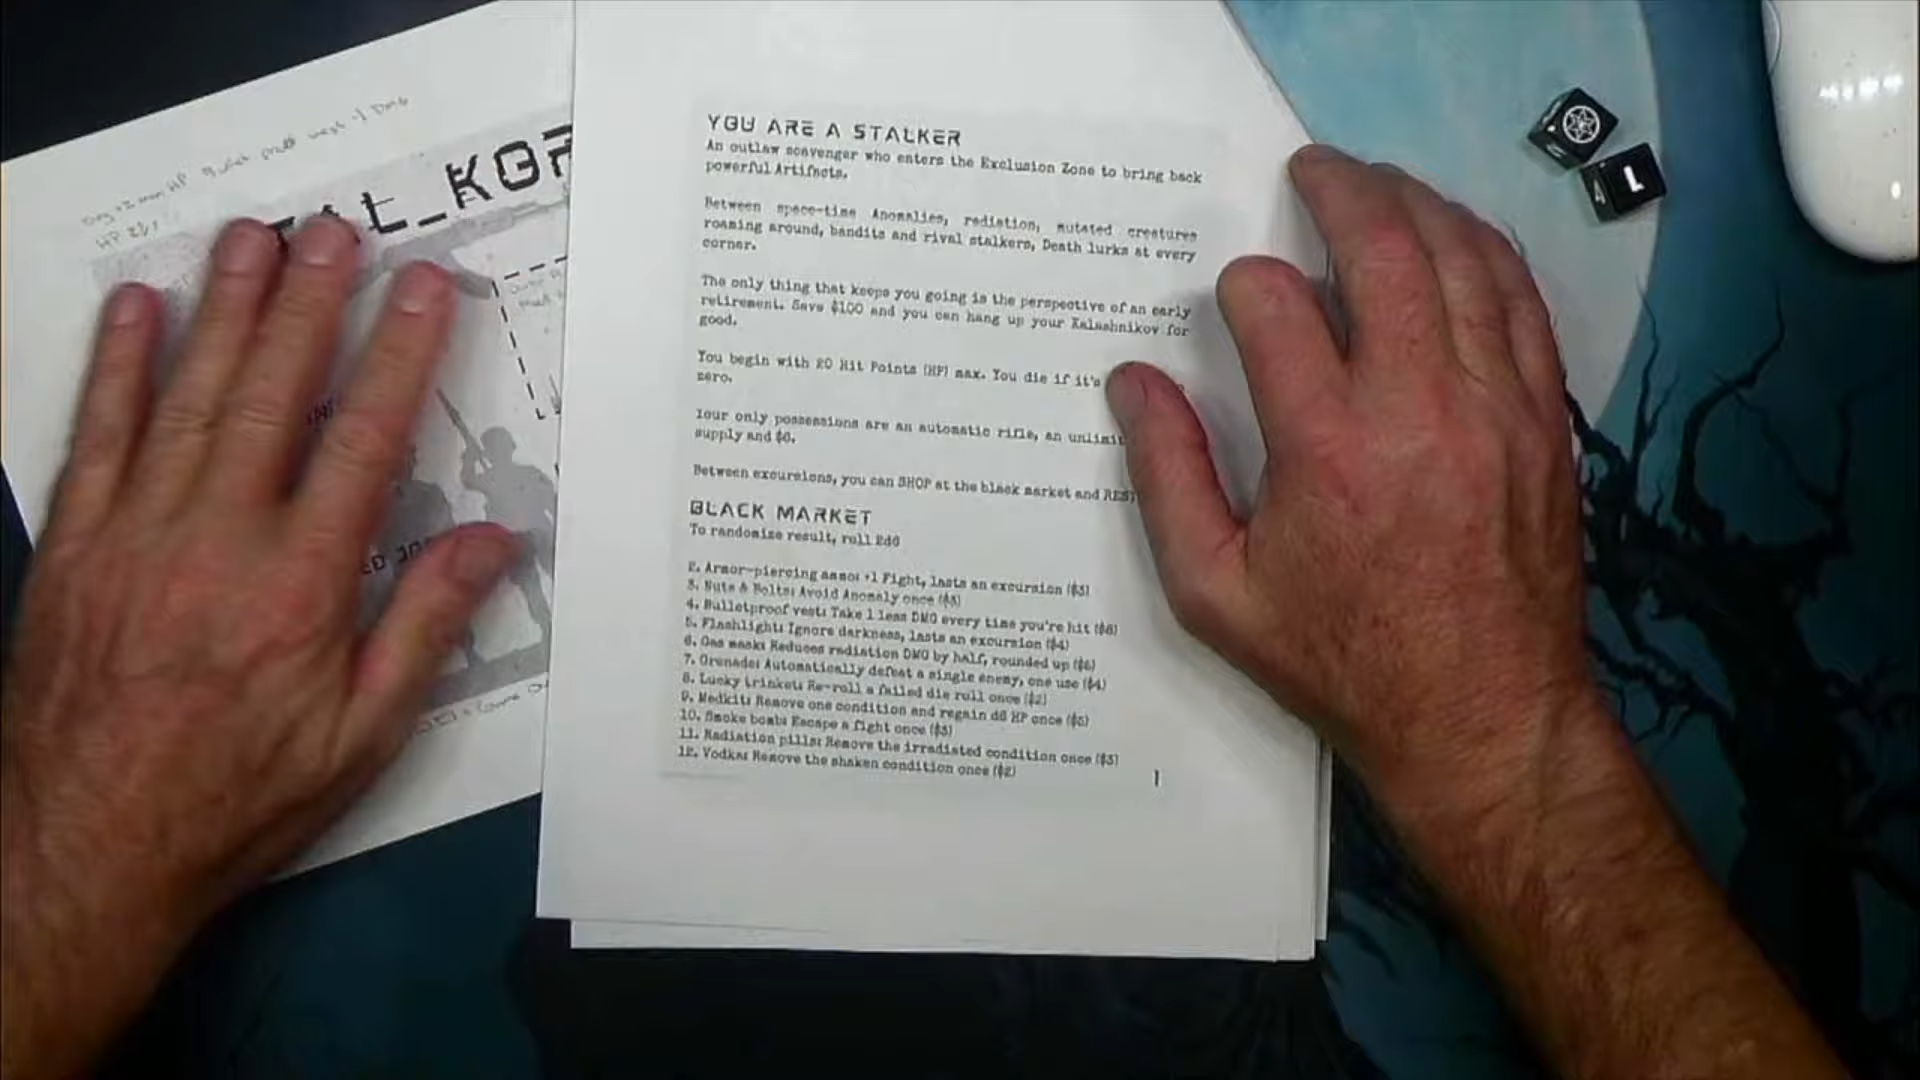 YOU ARE A STALKER
An outlaw scavenger who enters the Exclusion Zone to bring back
powerful Artifacts.
Between space-time Anomalies, radiation, mutated creatures
roaming around, bandits and rival stalkers, Death lurks at every
corner.
The only thing that keeps you going is the perspective of an early
retirement. Save $100 and you can hang up your Kalashnikov for
good.
You begin with 20 Hit Points (HP) max. You die if it's
zero.
Your only possessions are an automatic rifle, an unlimit
supply and $6.
Between excursions, you can SHOP at the black market and REST
BLACK MARKET
To randomize result, roll 2d6
2. Armor-piercing ammo: +1 Fight, lasts an excursion ($3)
3. Nuts & Bolts: Avoid Anomaly once ($3)
4. Bulletproof vest: Take 1 less DMG every time you're hit ($6)
5. Flashlight: Ignore darkness, lasts an excursion ($4)
6. Gas mask: Reduces radiation DMG by half, rounded up ($6)
7. Grenade: Automatically defeat a single enemy, one use ($4)
8. Lucky trinket: Re-roll a failed die roll once ($2)
9. Medkit: Remove one condition and regain d6 HP once ($5)
10. Smoke bomb: Escape a fight once ($3)
11. Radiation pills: Remove the irradiated condition once ($3)
12. Vodka: Remove the shaken condition once ($2)
1